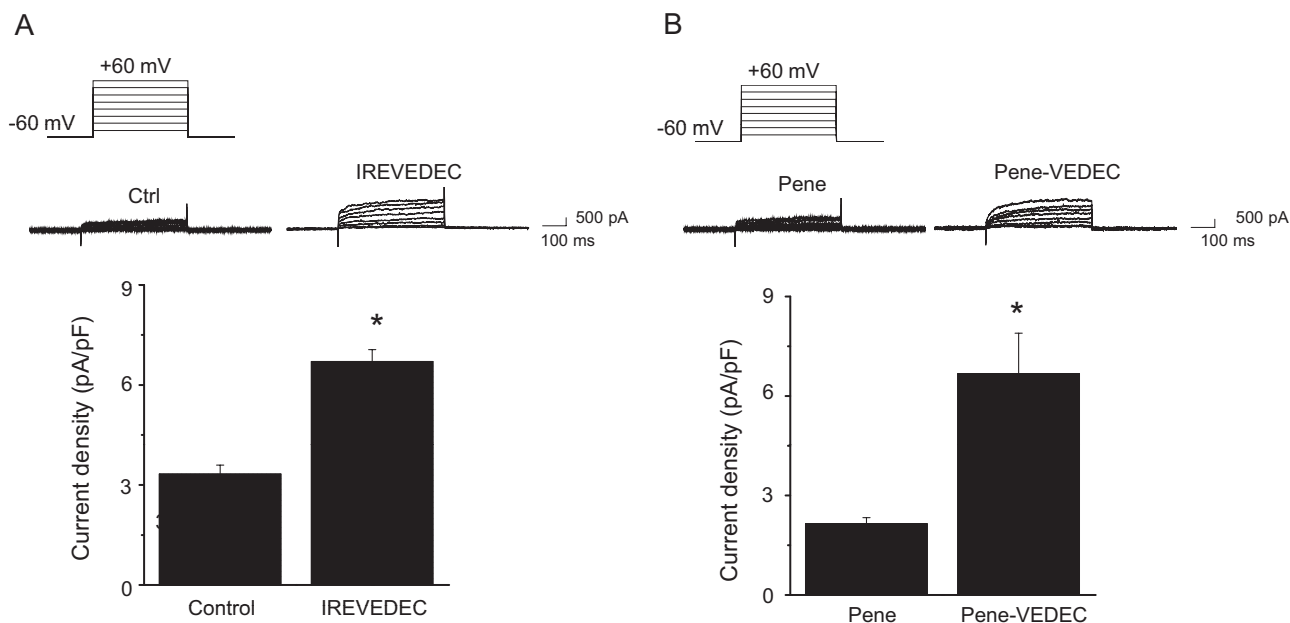 A
+60 mV
-60 mV
Ctrl
IREVEDEC
500 pA
100 ms
Current density (pA/pF)
9
6
3
0
*
Control
IREVEDEC
B
+60 mV
-60 mV
Pene
Pene-VEDEC
500 pA
100 ms
Current density (pA/pF)
9
6
3
0
*
Pene
Pene-VEDEC